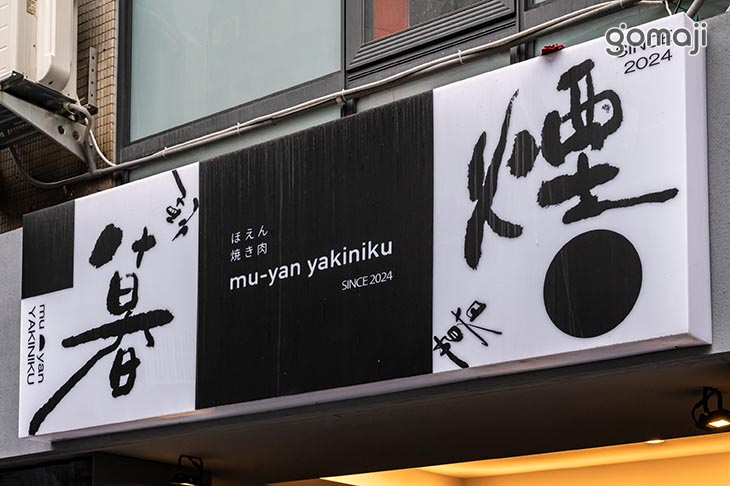 gomaji
SINCE
2024
暮
mu yan
YAKINIKU
ほえん
焼き肉
mu-yan yakiniku
SINCE 2024
煙